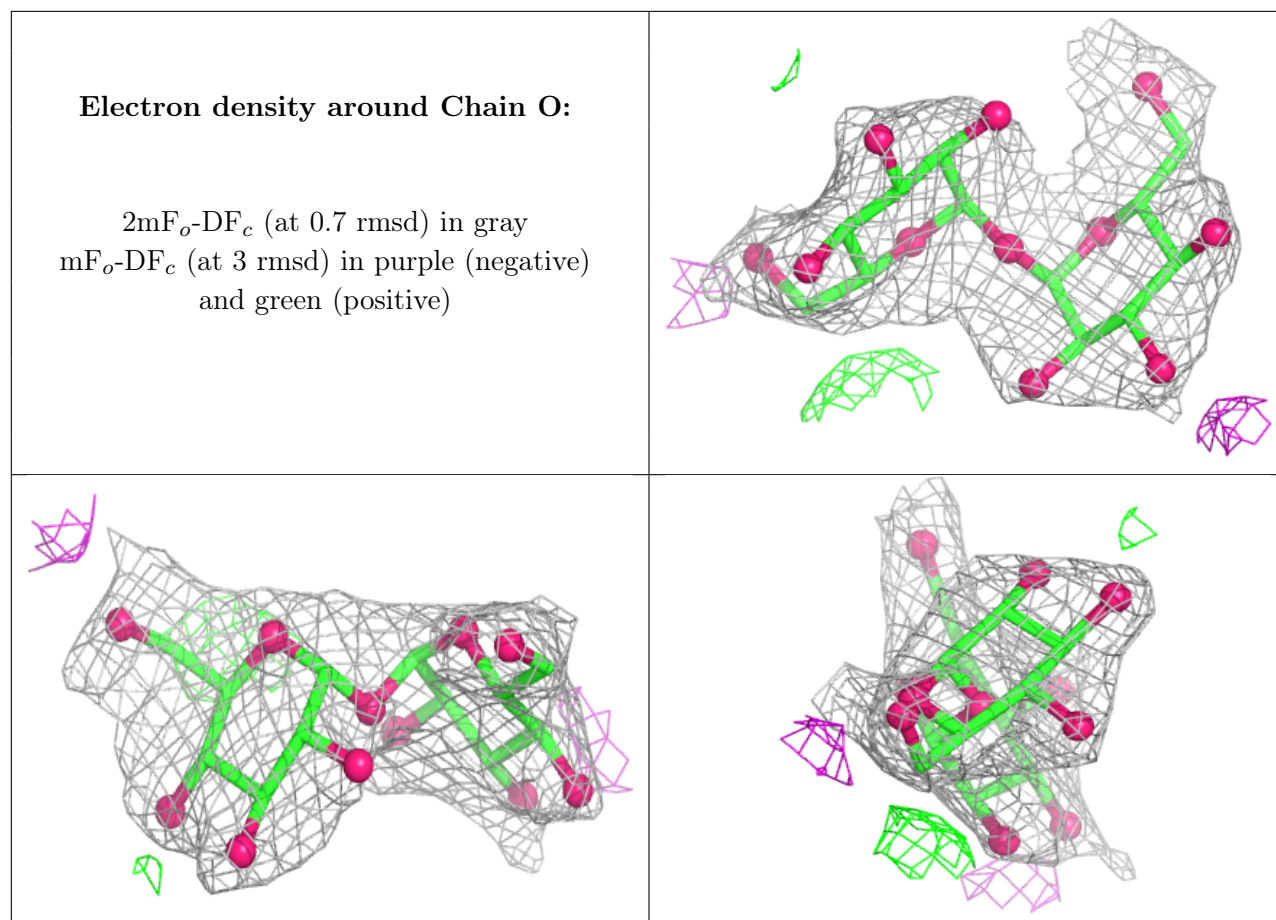 Electron density around Chain O:
2mFo-DFc (at 0.7 rmsd) in gray
mFo-DFc (at 3 rmsd) in purple (negative)
and green (positive)